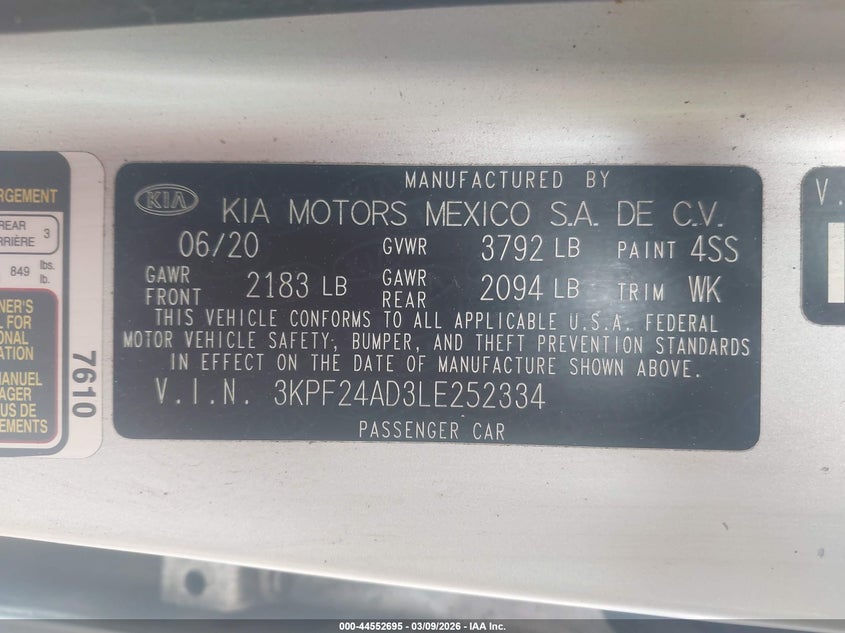 RGEMENT
REAR
RRIÈRE 3
849 lbs.
lb.
NER'S
L FOR
ONAL
ATION
MANUEL
AGER
US DE
EMENTS
7610
MANUFACTURED BY
KIA
KIA MOTORS MEXICO S.A. DE C.V.
06/20 GVWR 3792 LB PAINT 4SS
GAWR FRONT 2183 LB GAWR REAR 2094 LB TRIM WK
THIS VEHICLE CONFORMS TO ALL APPLICABLE U.S.A. FEDERAL
MOTOR VEHICLE SAFETY, BUMPER, AND THEFT PREVENTION STANDARDS
IN EFFECT ON THE DATE OF MANUFACTURE SHOWN ABOVE.
V.I.N. 3KPF24AD3LE252334
PASSENGER CAR
V.
000-44552695 - 03/09/2026 - IAA Inc.